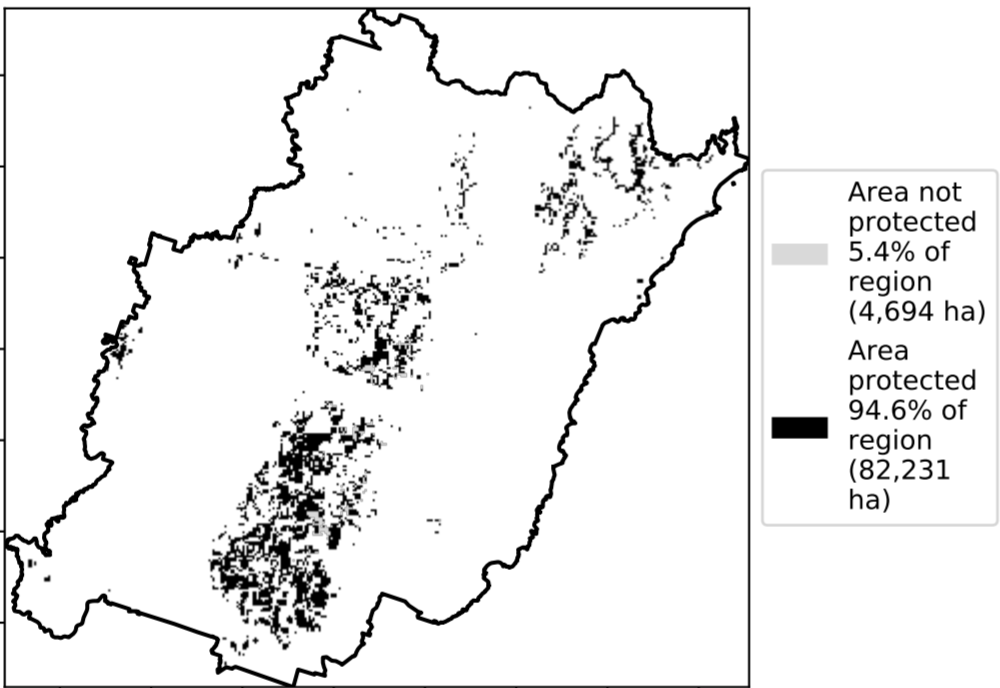 Area not
protected
5.4% of
region
(4,694 ha)
Area
protected
94.6% of
region
(82,231
ha)